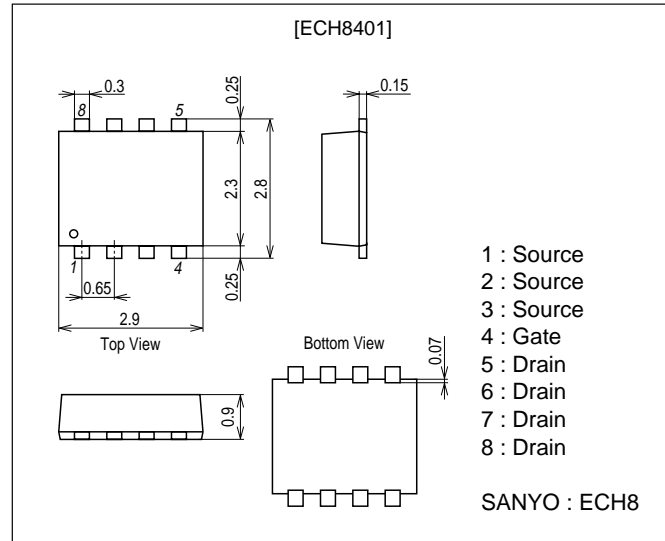 [ECH8401]
0.3
0.25
0.15
8
5
2.3
2.8
1
4
0.65
0.25
2.9
Top View
Bottom View
0.07
0.9
1 : Source
2 : Source
3 : Source
4 : Gate
5 : Drain
6 : Drain
7 : Drain
8 : Drain
SANYO : ECH8